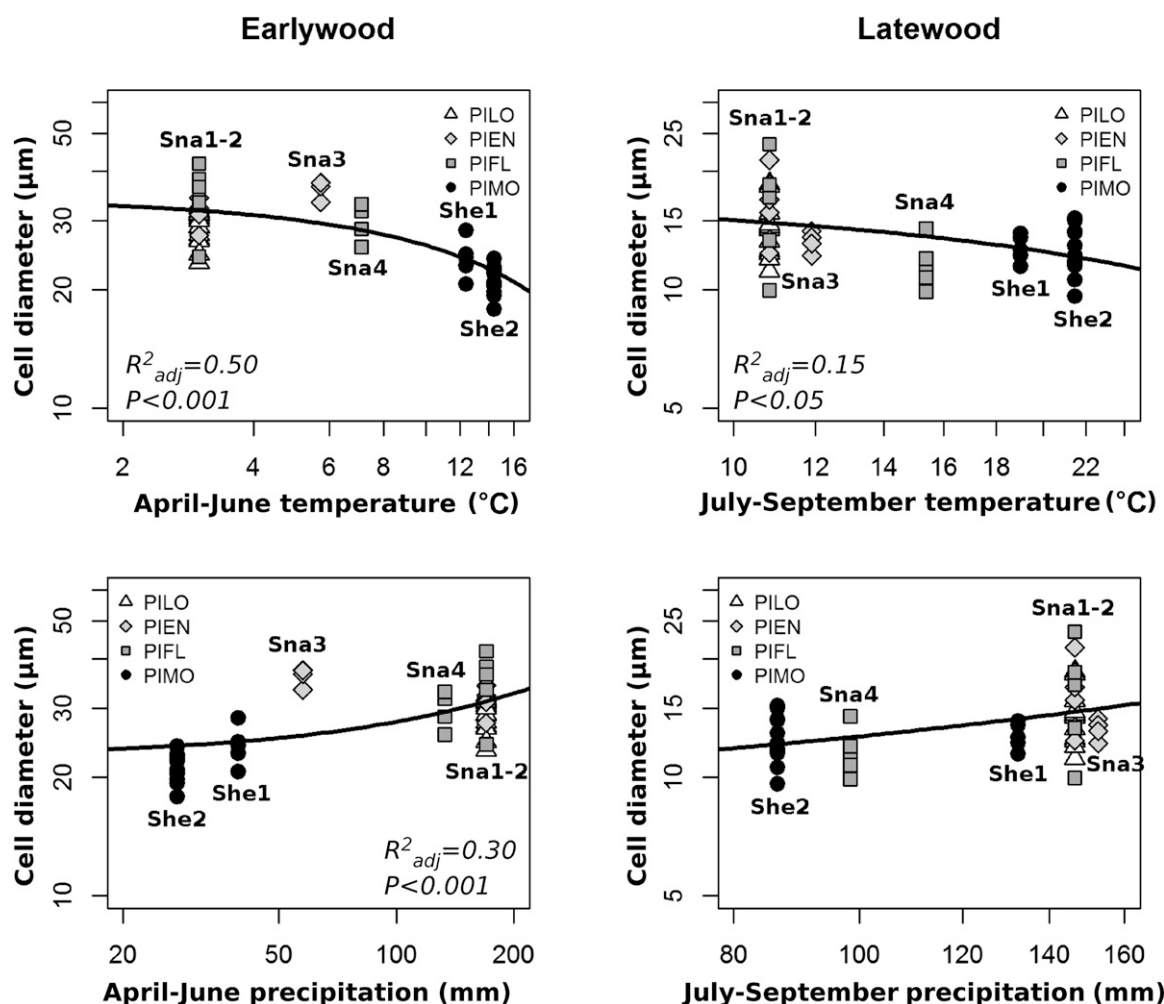 Earlywood
Latewood
Cell diameter (μm)
50
30
20
10
Sna1-2
Sna3
Sna4
She1
She2
PILO
PIEN
PIFL
PIMO
R²adj=0.50
P<0.001
2 4 6 8 12 16
April-June temperature (°C)
Cell diameter (μm)
25
15
10
5
Sna1-2
Sna3
Sna4
She1
She2
PILO
PIEN
PIFL
PIMO
R²adj=0.15
P<0.05
10 12 14 16 18 22
July-September temperature (°C)
Cell diameter (μm)
50
30
20
10
PILO
PIEN
PIFL
PIMO
Sna3
Sna4
Sna1-2
She1
She2
R²adj=0.30
P<0.001
20 50 100 200
April-June precipitation (mm)
Cell diameter (μm)
25
15
10
5
PILO
PIEN
PIFL
PIMO
Sna1-2
Sna4
Sna3
She1
She2
80 100 120 140 160
July-September precipitation (mm)